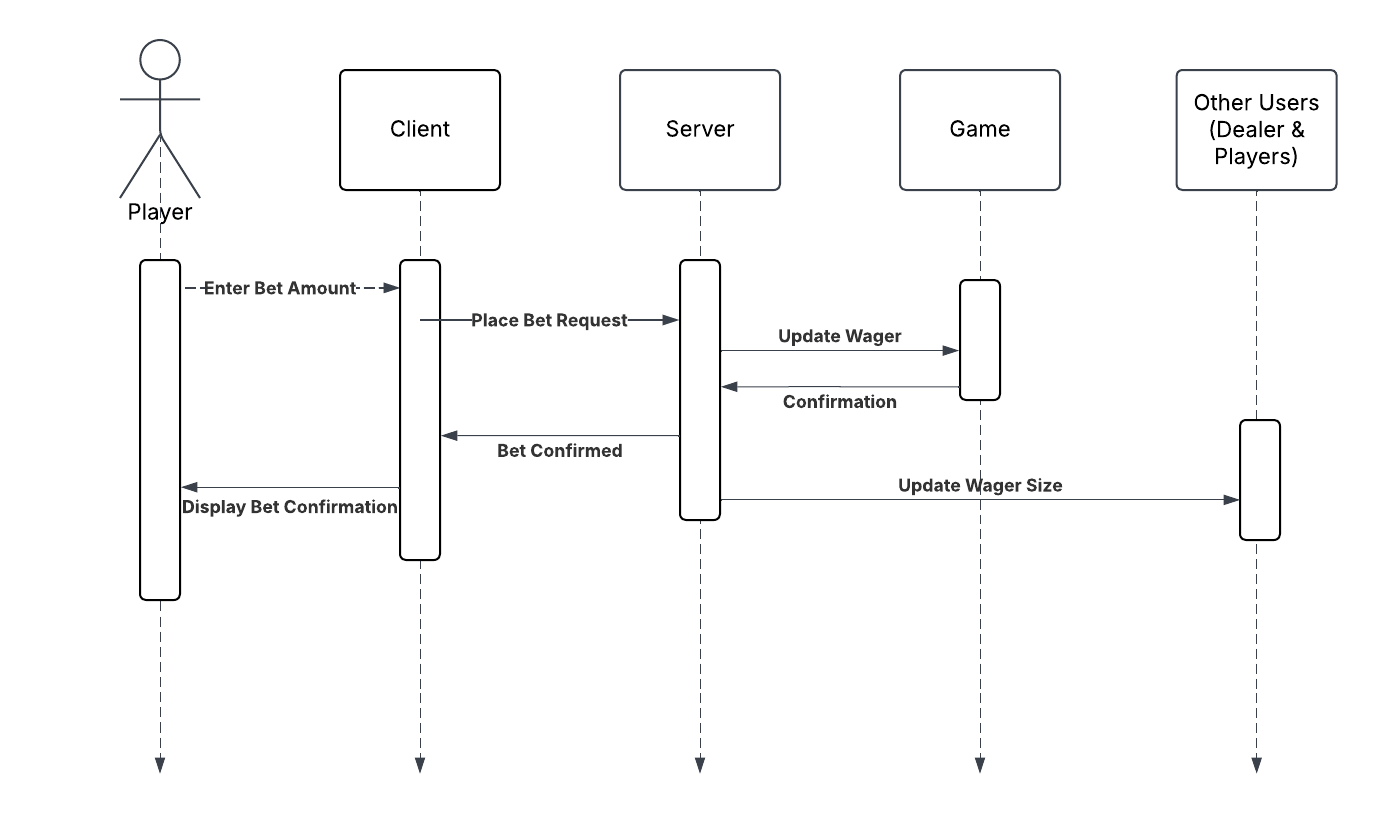 Player
Client
Server
Game
Other Users
(Dealer &
Players)
Enter Bet Amount
Place Bet Request
Update Wager
Confirmation
Bet Confirmed
Update Wager Size
Display Bet Confirmation